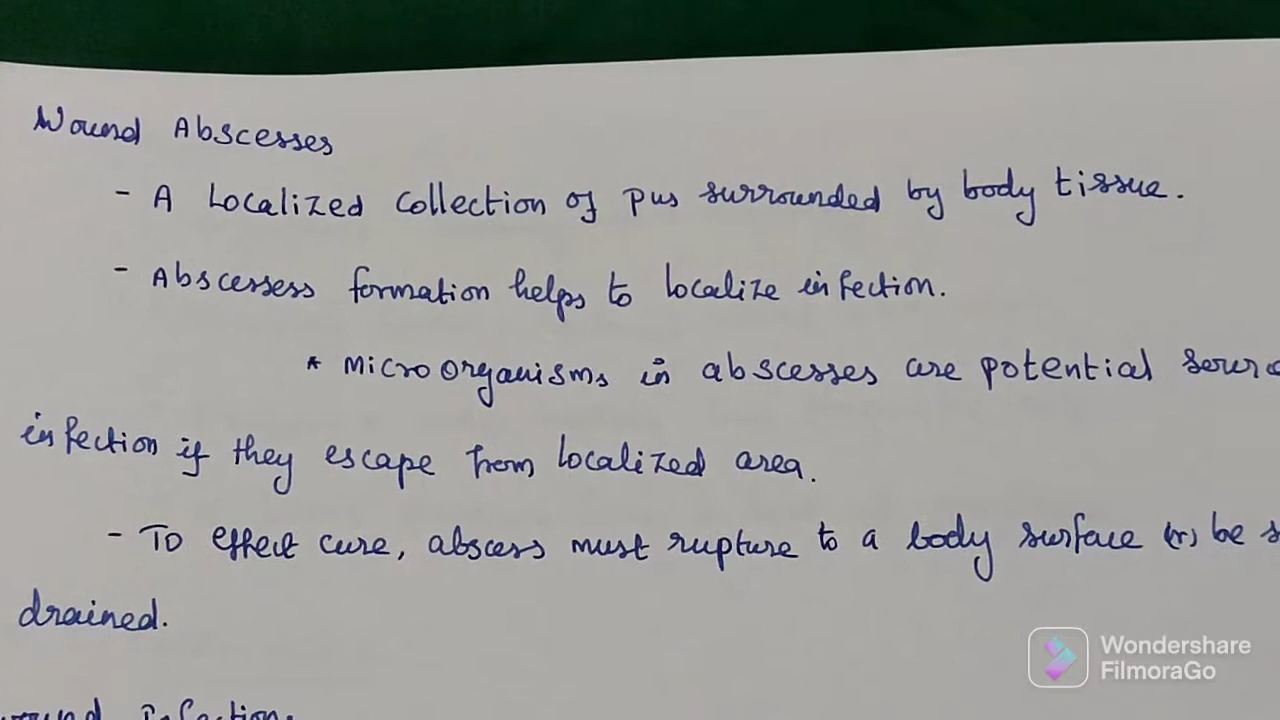 Wound Abscesses
- A Localized collection of pus surrounded by body tissue.
- Abscessess formation helps to localize infection.
* Microorganisms in abscesses are potential
infection if they escape from localized area.
- To effect cure, abscess must rupture to a body surface (or) be
drained.
Wondershare
FilmoraGo